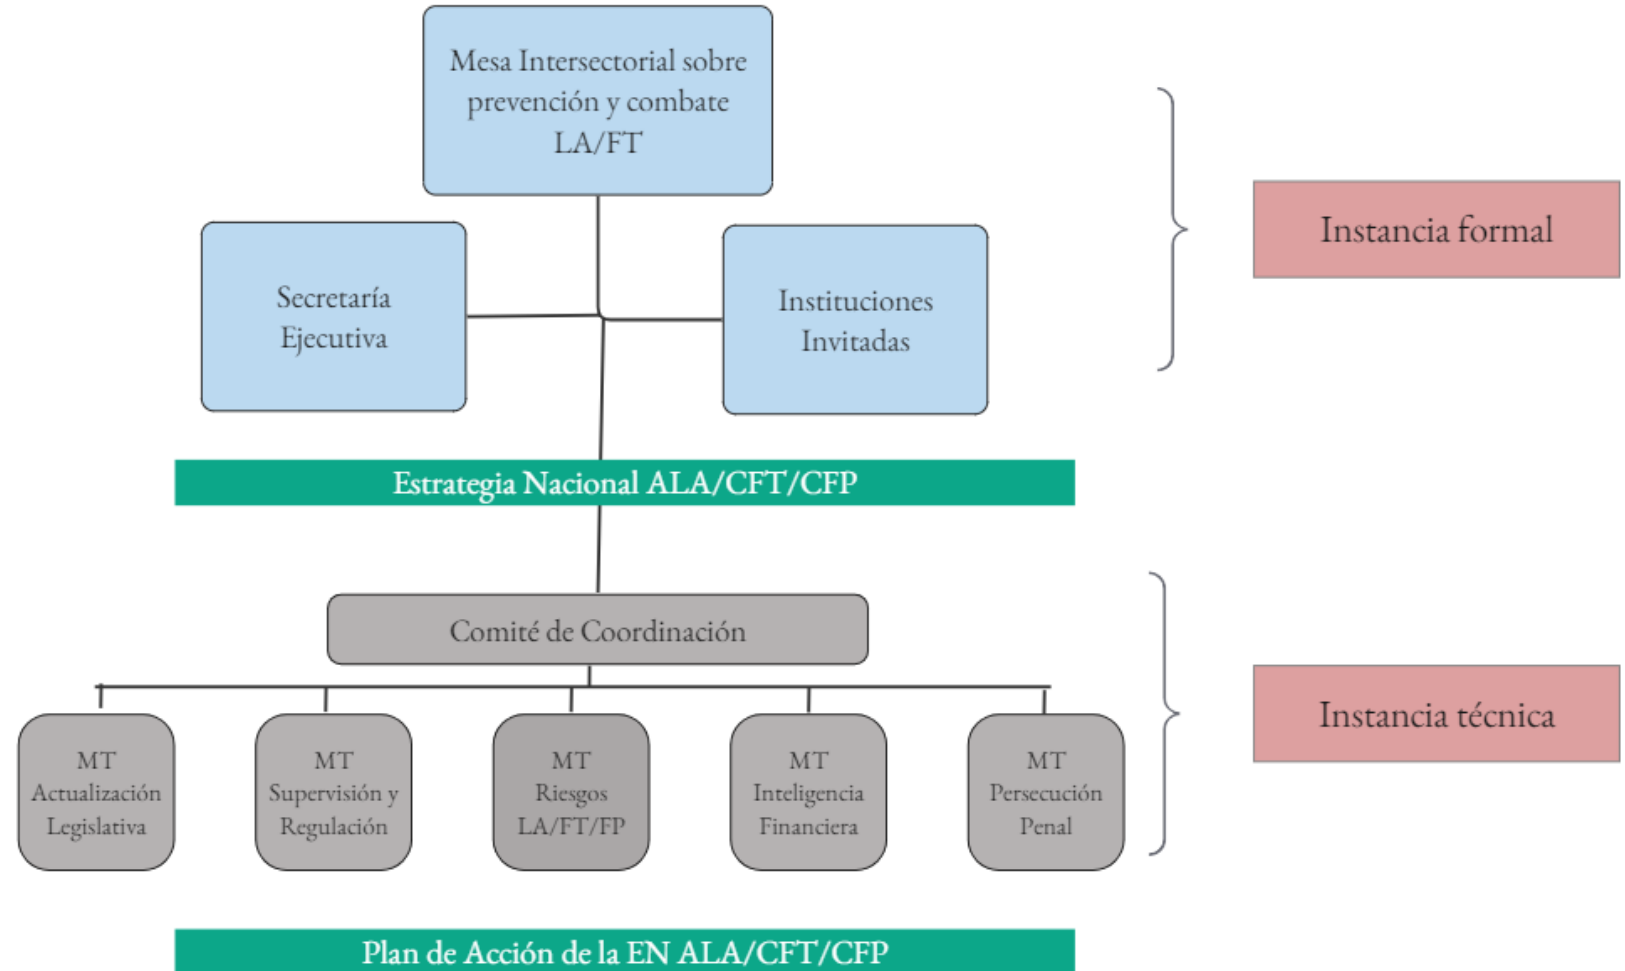 Mesa Intersectorial sobre
prevención y combate
LA/FT
Secretaría
Ejecutiva
Instituciones
Invitadas
Instancia formal
Estrategia Nacional ALA/CFT/CFP
Comité de Coordinación
MT
Actualización
Legislativa
MT
Supervisión y
Regulación
MT
Riesgos
LA/FT/FP
MT
Inteligencia
Financiera
MT
Persecución
Penal
Instancia técnica
Plan de Acción de la EN ALA/CFT/CFP